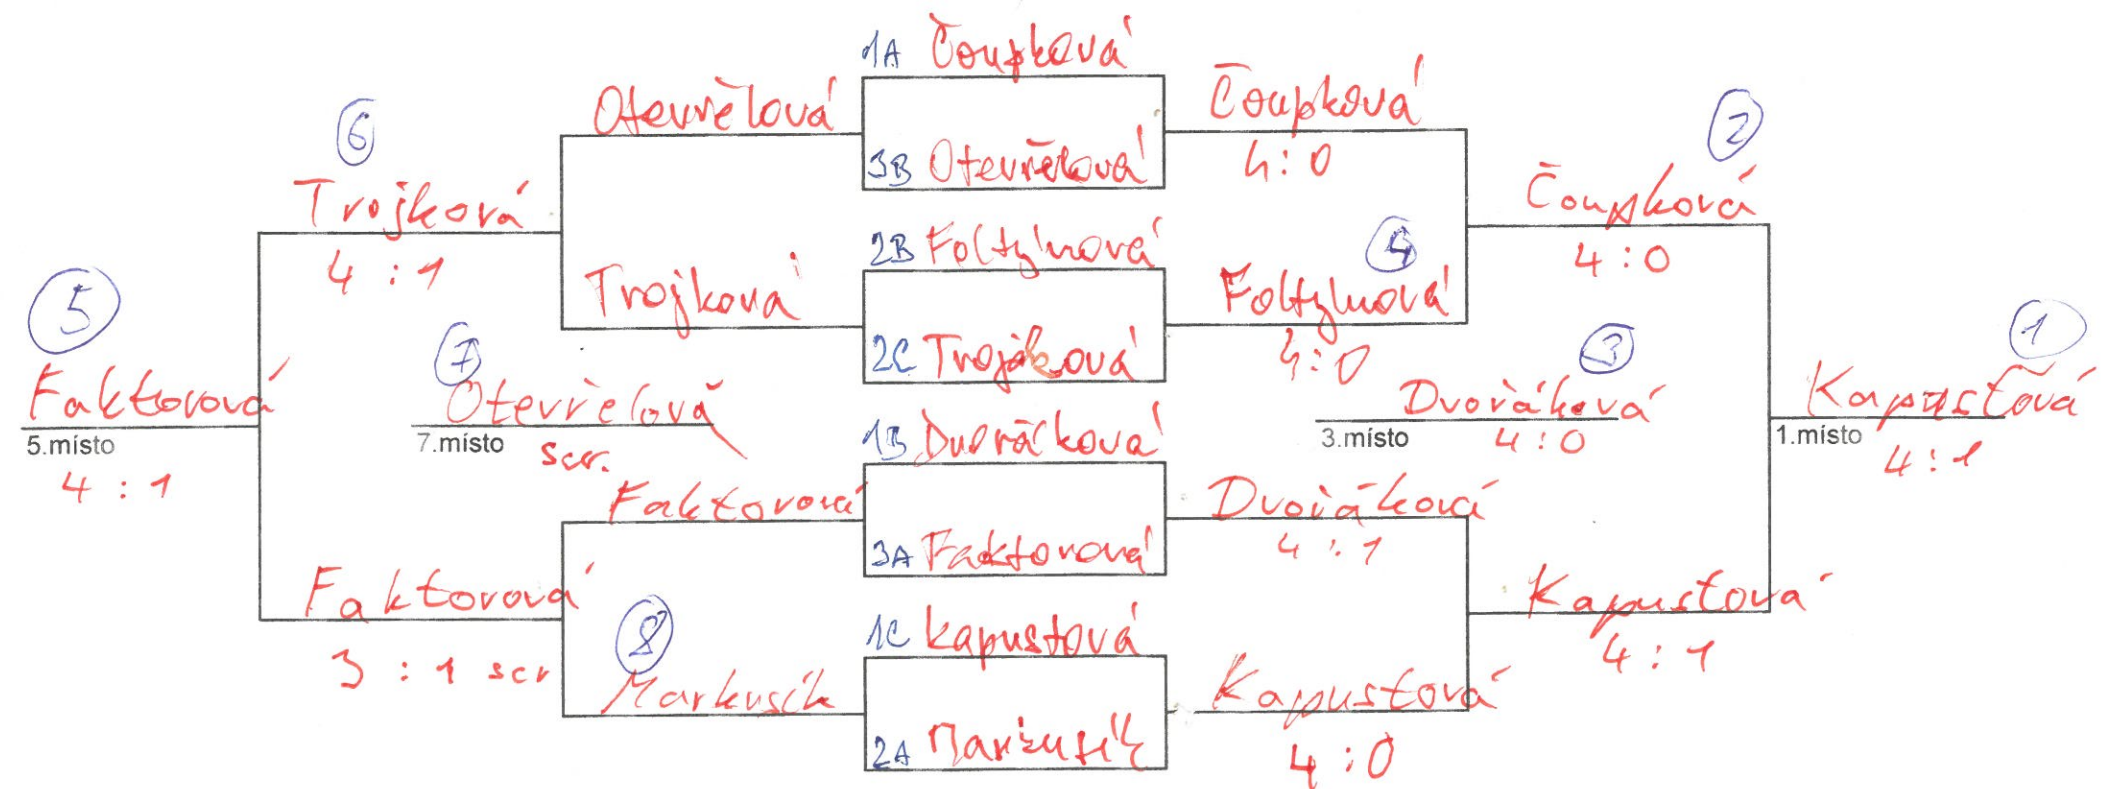 1A Čoupková
Otevřelová
Čoupková
6
2
3B Otevřelová
4:0
Trojková
Čoupková
4 : 1
2B Foltýnová
4
4:0
5
Trojková
Foltýnová
1
7
2C Trojková
4:0
3
Faktorová
Otevřelová
Dvořáková
Kapustová
5.místo
7.místo
scr.
1B Dvořáčková
3.místo
4:0
1.místo
4 : 1
4:1
Faktorová
Dvořáková
3A Faktorová
4 : 1
Faktorová
Kapustová
8
1C Kapustová
3 : 1 scr
4:1
Markusík
Kapustová
2A Markusík
4:0